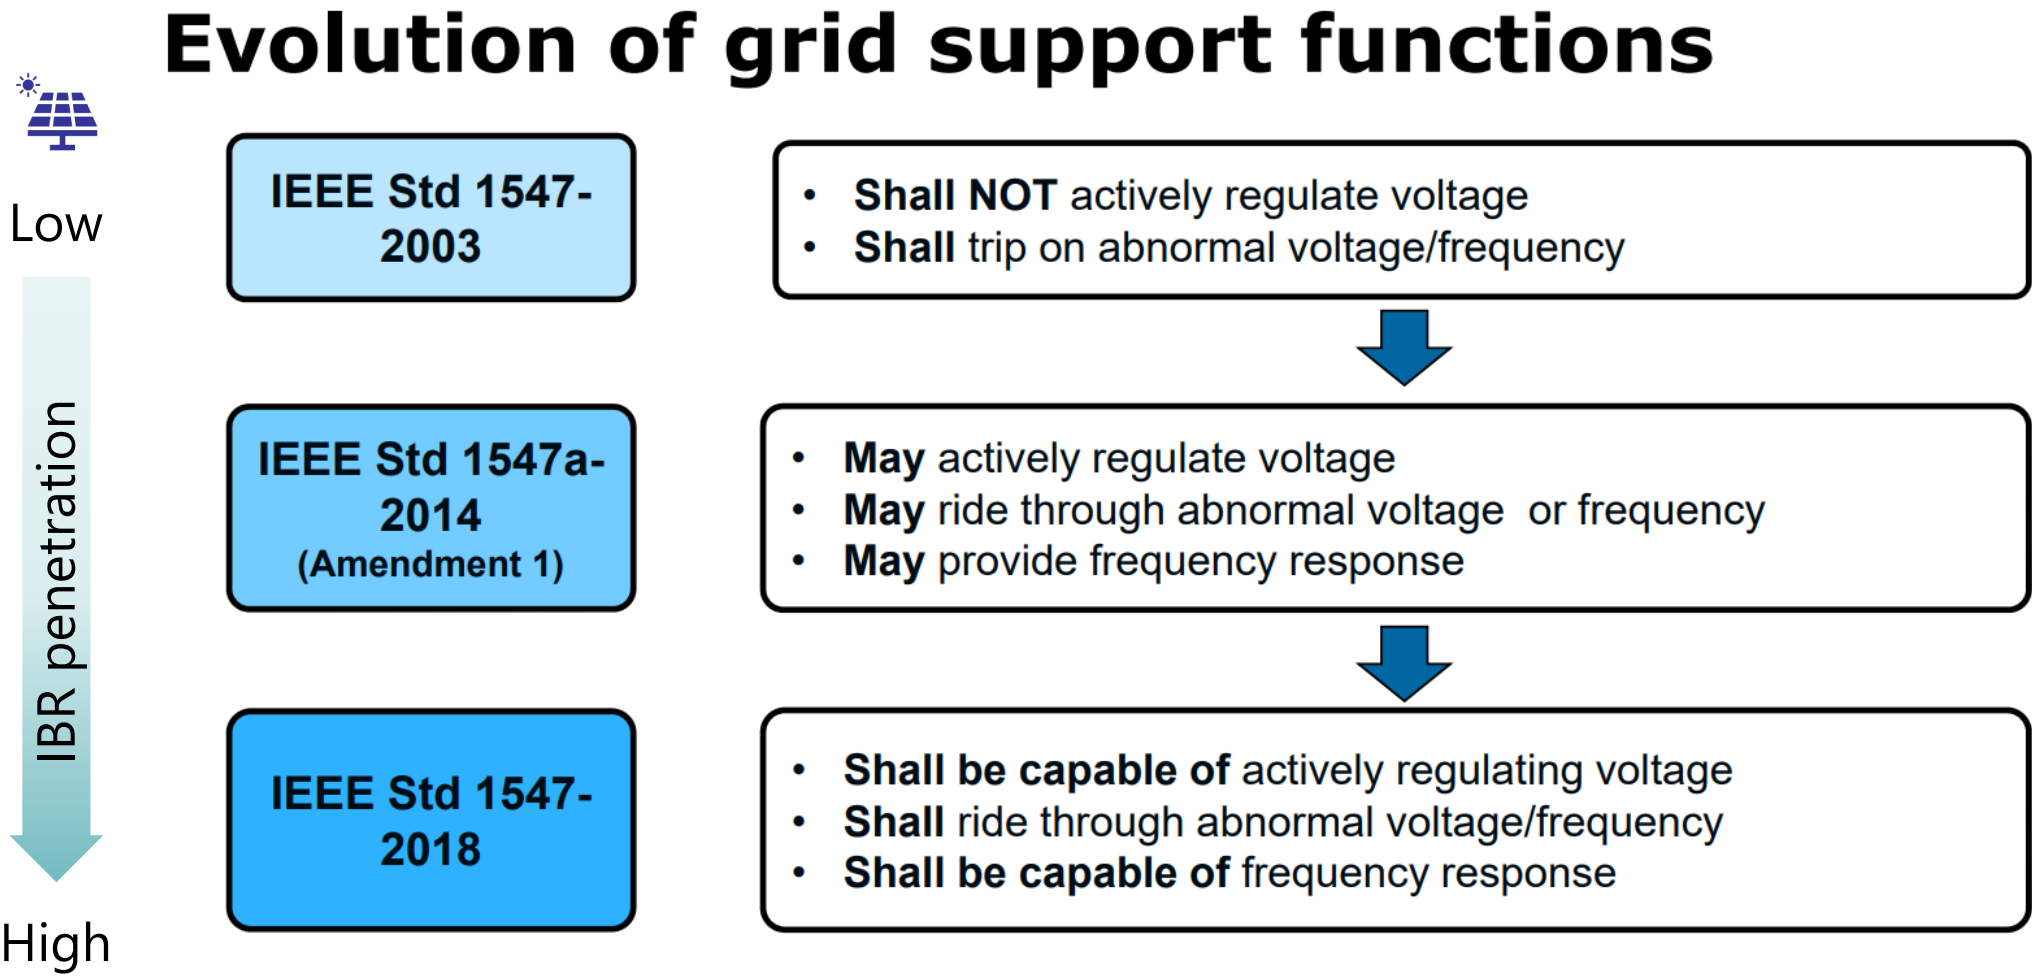 Evolution of grid support functions
Low
IBR penetration
High
IEEE Std 1547-
2003
• Shall NOT actively regulate voltage
• Shall trip on abnormal voltage/frequency
IEEE Std 1547a-
2014
(Amendment 1)
• May actively regulate voltage
• May ride through abnormal voltage  or frequency
• May provide frequency response
IEEE Std 1547-
2018
• Shall be capable of actively regulating voltage
• Shall ride through abnormal voltage/frequency
• Shall be capable of frequency response